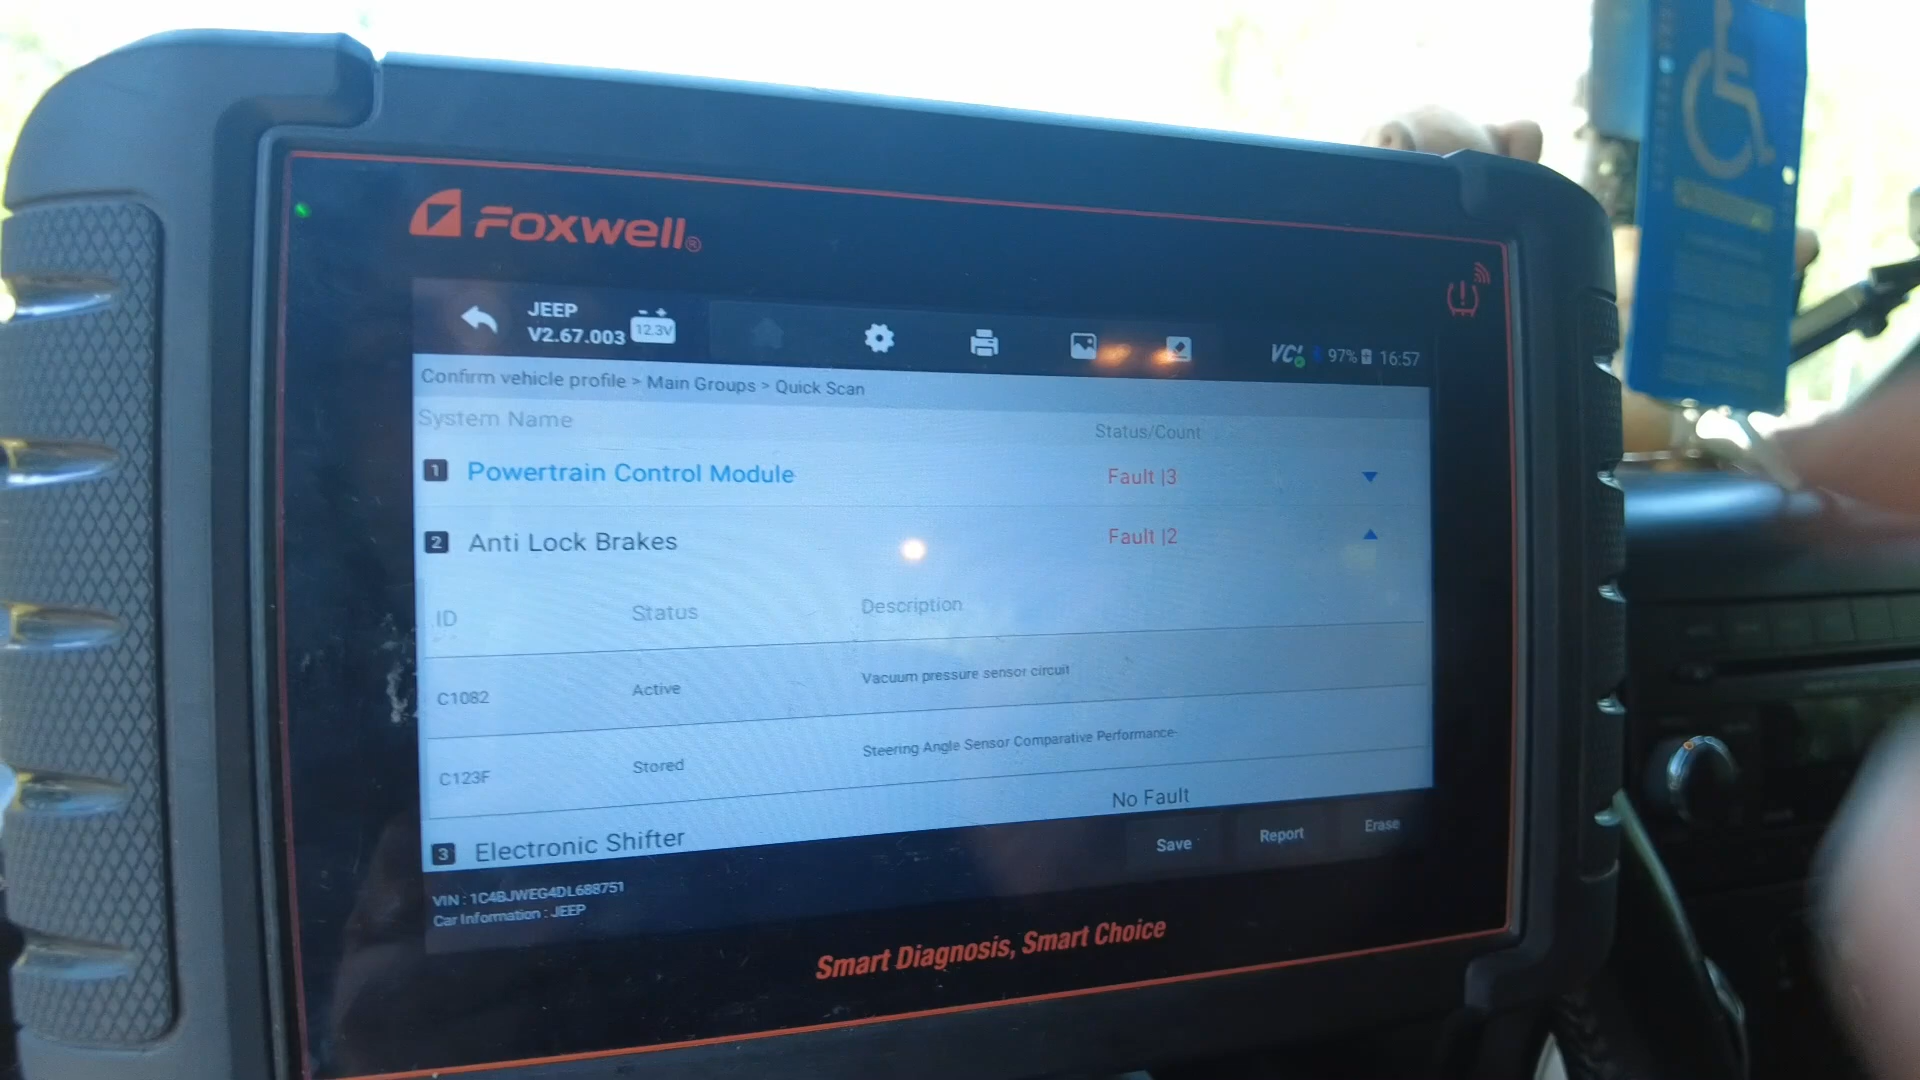 FOXWELL®
JEEP
V2.67.003
12.3V
VCI
97%
16:57
Confirm vehicle profile > Main Groups > Quick Scan
System Name
Status/Count
1 Powertrain Control Module Fault |3
2 Anti Lock Brakes Fault |2
ID Status Description
C1082 Active Vacuum pressure sensor circuit
C123F Stored Steering Angle Sensor Comparative Performance-
3 Electronic Shifter No Fault
Save Report Erase
VIN : 1C4BJWEG4DL688751
Car Information : JEEP
Smart Diagnosis, Smart Choice